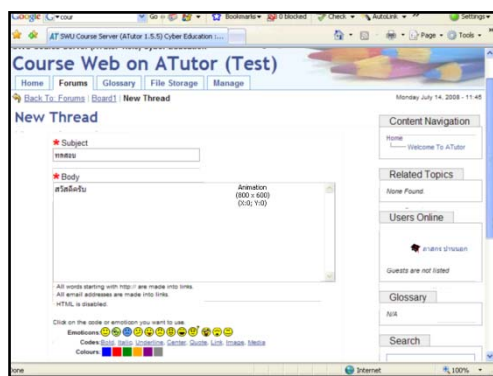 Google
cour
Go
Bookmarks
80 blocked
Check
AutoLink
Settings
AT SWU Course Server (ATutor 1.5.5) Cyber Education :...
Page
Tools
Course Web on ATutor (Test)
Home
Forums
Glossary
File Storage
Manage
Back To: Forums | Board1 | New Thread
Monday July 14, 2008 - 11:45
New Thread
Content Navigation
Home
Welcome To ATutor
* Subject
ทดสอบ
* Body
สวัสดีครับ
Animation
(800 x 600)
(X:0; Y:0)
Related Topics
None Found.
Users Online
Guests are not listed
Glossary
N/A
Search
All words starting with http:// are made into links.
All email addresses are made into links.
HTML is disabled.
Click on the code or emoticon you want to use.
Emoticons:
Codes: Bold, Italic, Underline, Center, Quote, Link, Image, Media
Colours:
Internet
100%